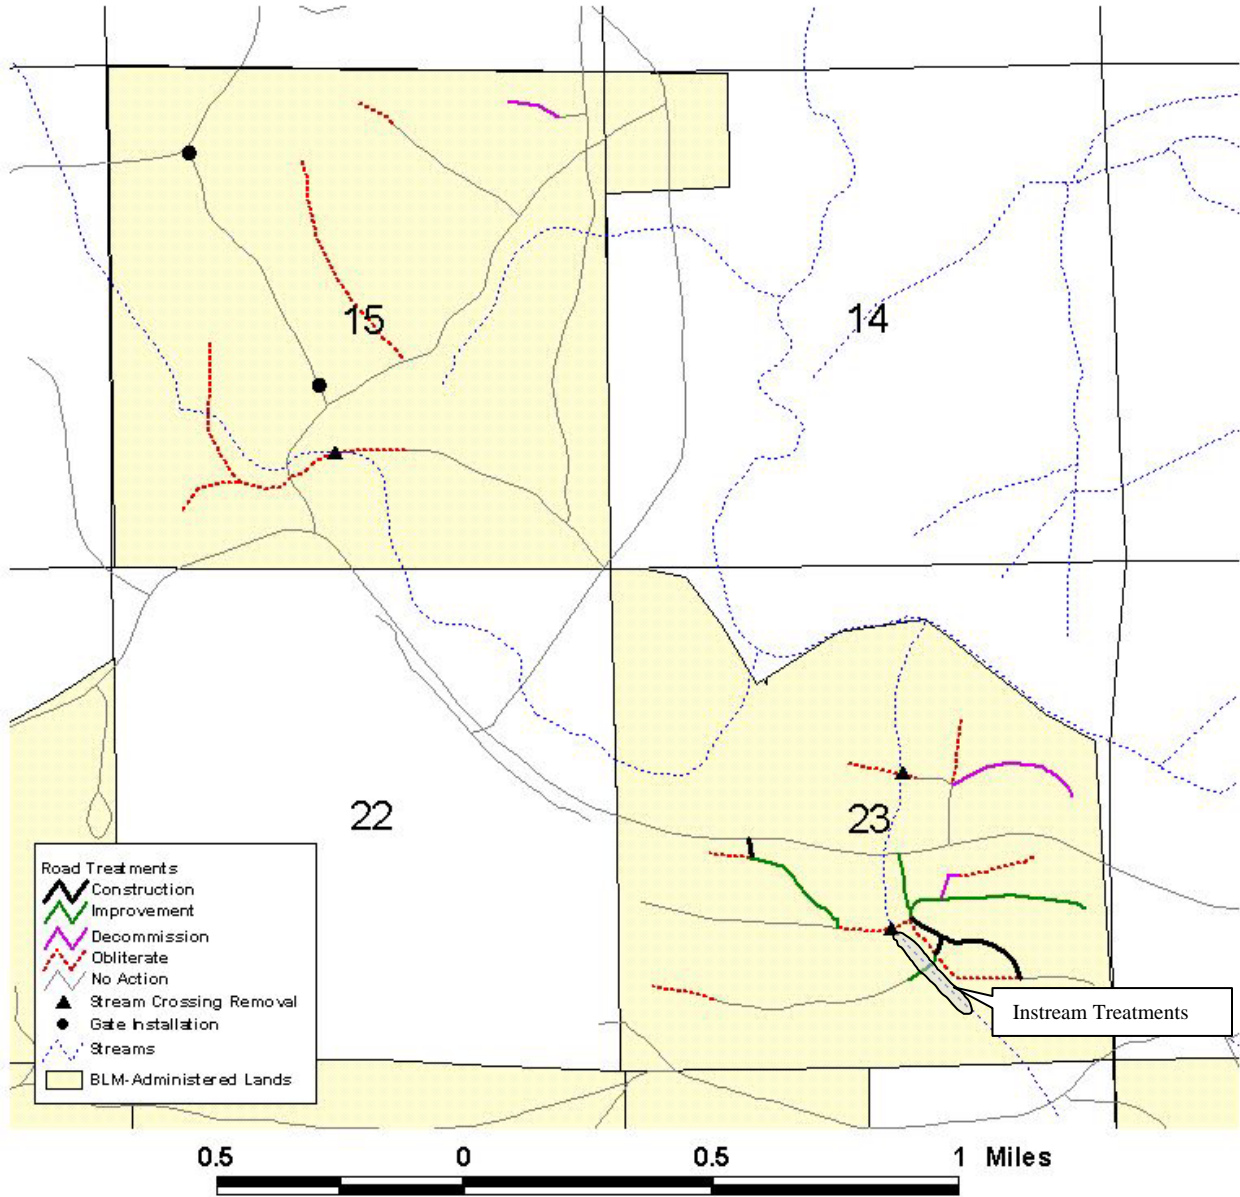 15
14
22
23
Road Treatments
Construction
Improvement
Decommission
Obliterate
No Action
Stream Crossing Removal
Gate Installation
Streams
BLM-Administered Lands
Instream Treatments
0.5 0 0.5 1 Miles